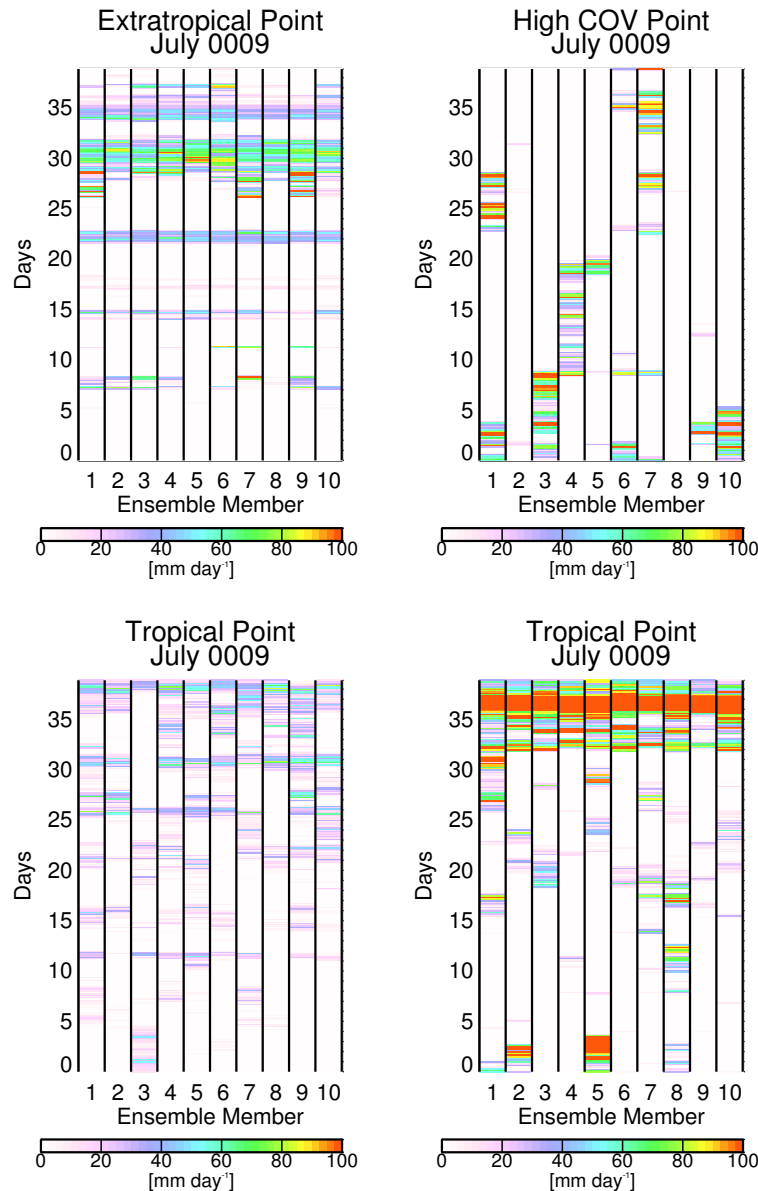 Extratropical Point
July 0009
35
30
25
20
15
10
5
0
Days
1 2 3 4 5 6 7 8 9 10
Ensemble Member
0 20 40 60 80 100
[mm day-1]
High COV Point
July 0009
35
30
25
20
15
10
5
0
Days
1 2 3 4 5 6 7 8 9 10
Ensemble Member
0 20 40 60 80 100
[mm day-1]
Tropical Point
July 0009
35
30
25
20
15
10
5
0
Days
1 2 3 4 5 6 7 8 9 10
Ensemble Member
0 20 40 60 80 100
[mm day-1]
Tropical Point
July 0009
35
30
25
20
15
10
5
0
Days
1 2 3 4 5 6 7 8 9 10
Ensemble Member
0 20 40 60 80 100
[mm day-1]